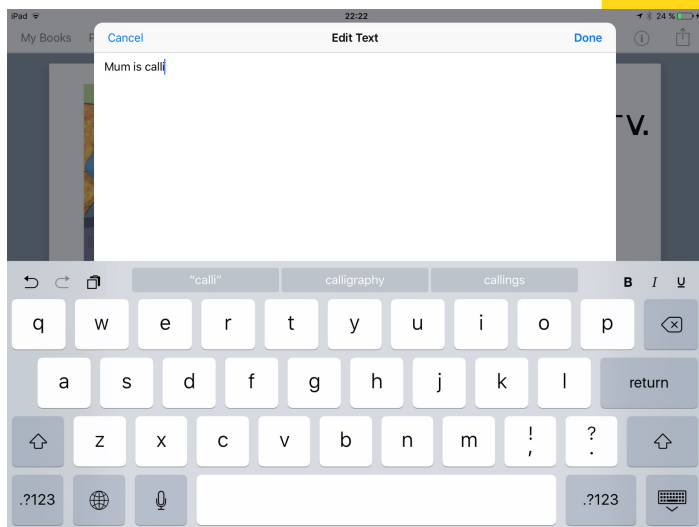 iPad 22:22 24 %
My Books Cancel Edit Text Done
Mum is calli
V.
"calli" calligraphy callings B I U
q w e r t y u i o p
a s d f g h j k l return
z x c v b n m ! , ? .
.?123 .?123